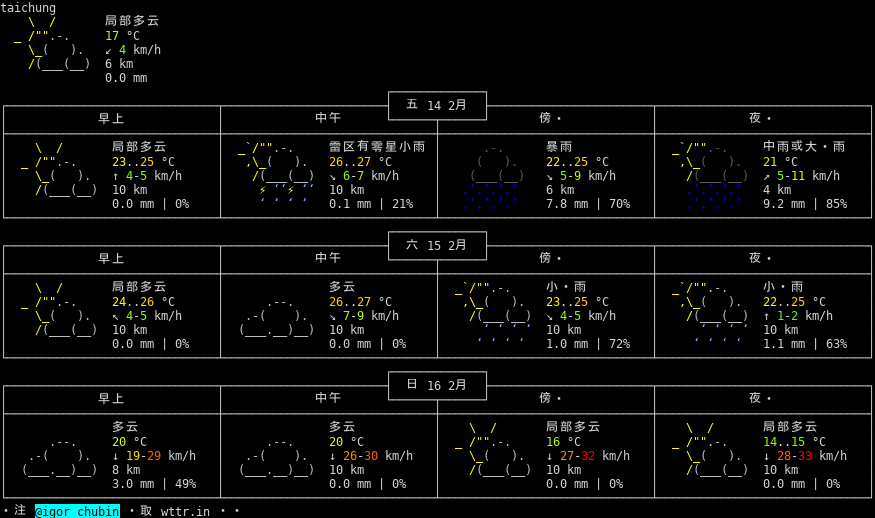 taichung
局部多云
17 °C
↙ 4 km/h
6 km
0.0 mm
五 14 2月
早上 中午 傍・ 夜・
局部多云 雷区有零星小雨 暴雨 中雨或大・雨
23..25 °C 26..27 °C 22..25 °C 21 °C
↑ 4-5 km/h ↘ 6-7 km/h ↘ 5-9 km/h ↗ 5-11 km/h
10 km 10 km 6 km 4 km
0.0 mm | 0% 0.1 mm | 21% 7.8 mm | 70% 9.2 mm | 85%
六 15 2月
早上 中午 傍・ 夜・
局部多云 多云 小・雨 小・雨
24..26 °C 26..27 °C 23..25 °C 22..25 °C
↖ 4-5 km/h ↘ 7-9 km/h ↘ 4-5 km/h ↑ 1-2 km/h
10 km 10 km 10 km 10 km
0.0 mm | 0% 0.0 mm | 0% 1.0 mm | 72% 1.1 mm | 63%
日 16 2月
早上 中午 傍・ 夜・
多云 多云 局部多云 局部多云
20 °C 20 °C 16 °C 14..15 °C
↓ 19-29 km/h ↓ 26-30 km/h ↓ 27-32 km/h ↓ 28-33 km/h
8 km 10 km 10 km 10 km
3.0 mm | 49% 0.0 mm | 0% 0.0 mm | 0% 0.0 mm | 0%
・注 @igor_chubin ・取 wttr.in ・・